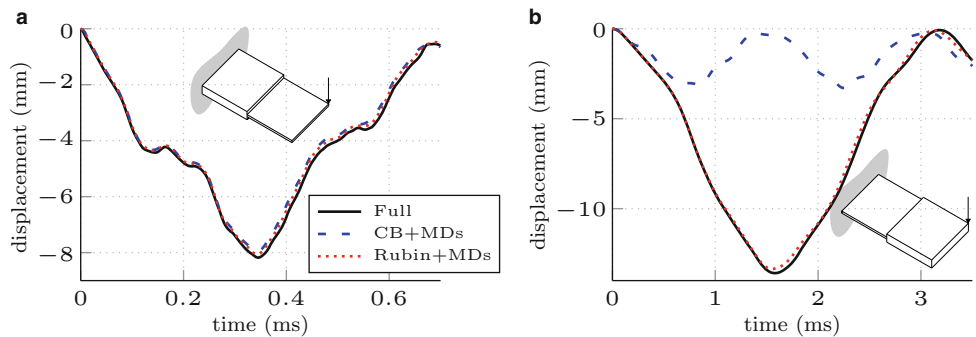 a
0
−2
−4
−6
−8
displacement (mm)
0 0.2 0.4 0.6
time (ms)
Full
CB+MDs
Rubin+MDs
b
0
−5
−10
displacement (mm)
0 1 2 3
time (ms)